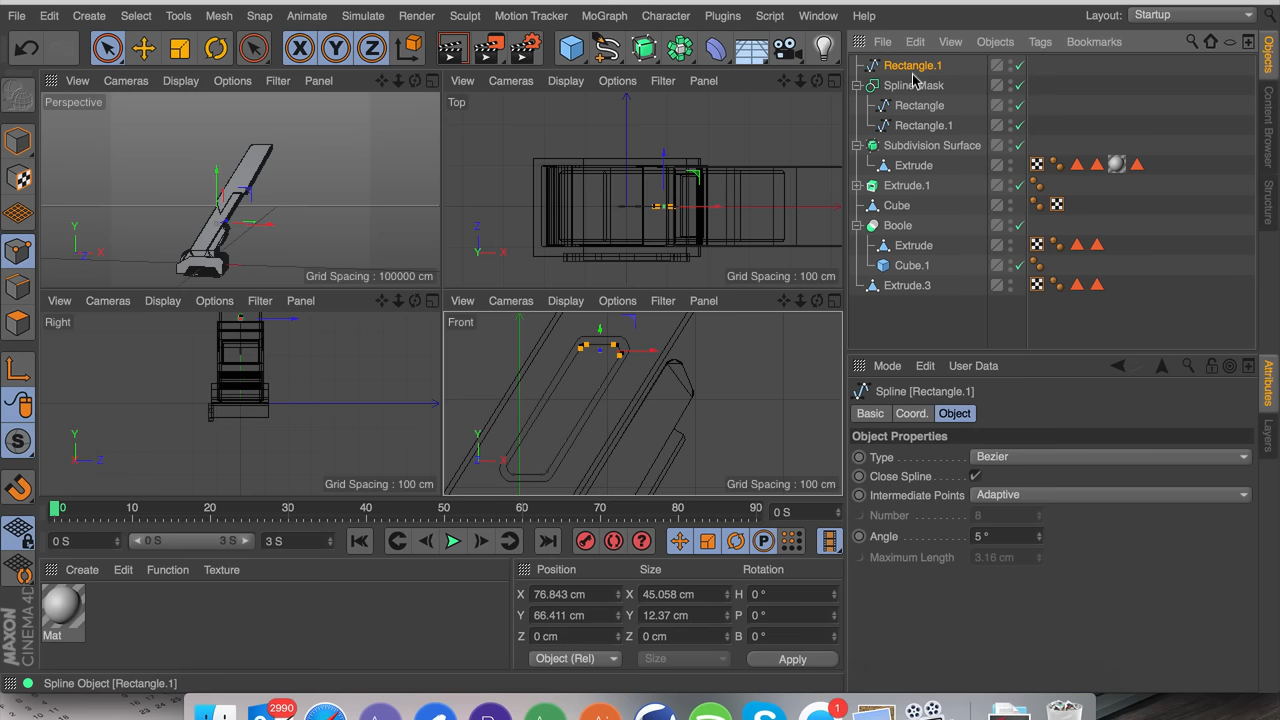 File Edit Create Select Tools Mesh Snap Animate Simulate Render Sculpt Motion Tracker MoGraph Character Plugins Script Window Help Layout: Startup
X Y Z
File Edit View Objects Tags Bookmarks
Objects
Content Browser
Structure
Rectangle.1
Spline Mask
Rectangle
Rectangle.1
Subdivision Surface
Extrude
Extrude.1
Cube
Boole
Extrude
Cube.1
Extrude.3
View Cameras Display Options Filter Panel
Perspective
Y
Z X
Grid Spacing : 100000 cm
View Cameras Display Options Filter Panel
Top
Z
Y X
Grid Spacing : 100 cm
View Cameras Display Options Filter Panel
Right
Y
X Z
Grid Spacing : 100 cm
View Cameras Display Options Filter Panel
Front
Y
Z X
Grid Spacing : 100 cm
S
Mode Edit User Data
Attributes
Layers
Spline [Rectangle.1]
Basic Coord. Object
Object Properties
Type Bezier
Close Spline
Intermediate Points Adaptive
Number 8
Angle 5 °
Maximum Length 3.16 cm
0 10 20 30 40 50 60 70 80 90 0 S
0 S 0 S 3 S 3 S
P
Create Edit Function Texture
Mat
Position Size Rotation
X 76.843 cm X 45.058 cm H 0 °
Y 66.411 cm Y 12.37 cm P 0 °
Z 0 cm Z 0 cm B 0 °
Object (Rel) Size Apply
MAXON
CINEMA 4D
Spline Object [Rectangle.1]
2990
1